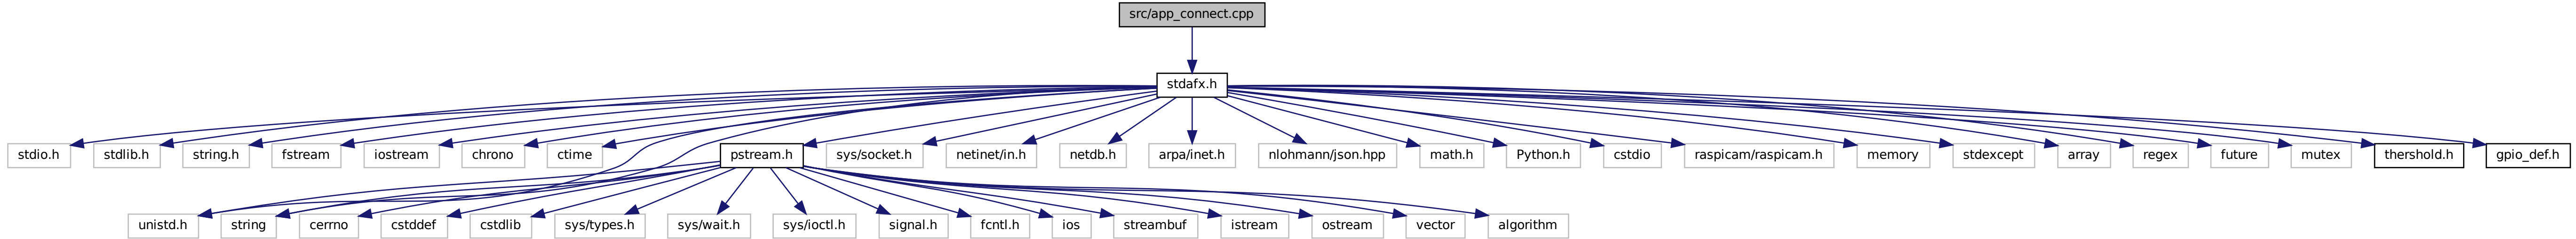 src/app_connect.cpp
stdafx.h
stdio.h
stdlib.h
string.h
fstream
iostream
chrono
ctime
pstream.h
sys/socket.h
netinet/in.h
netdb.h
arpa/inet.h
nlohmann/json.hpp
math.h
Python.h
cstdio
raspicam/raspicam.h
memory
stdexcept
array
regex
future
mutex
thershold.h
gpio_def.h
unistd.h
string
cerrno
cstddef
cstdlib
sys/types.h
sys/wait.h
sys/ioctl.h
signal.h
fcntl.h
ios
streambuf
istream
ostream
vector
algorithm